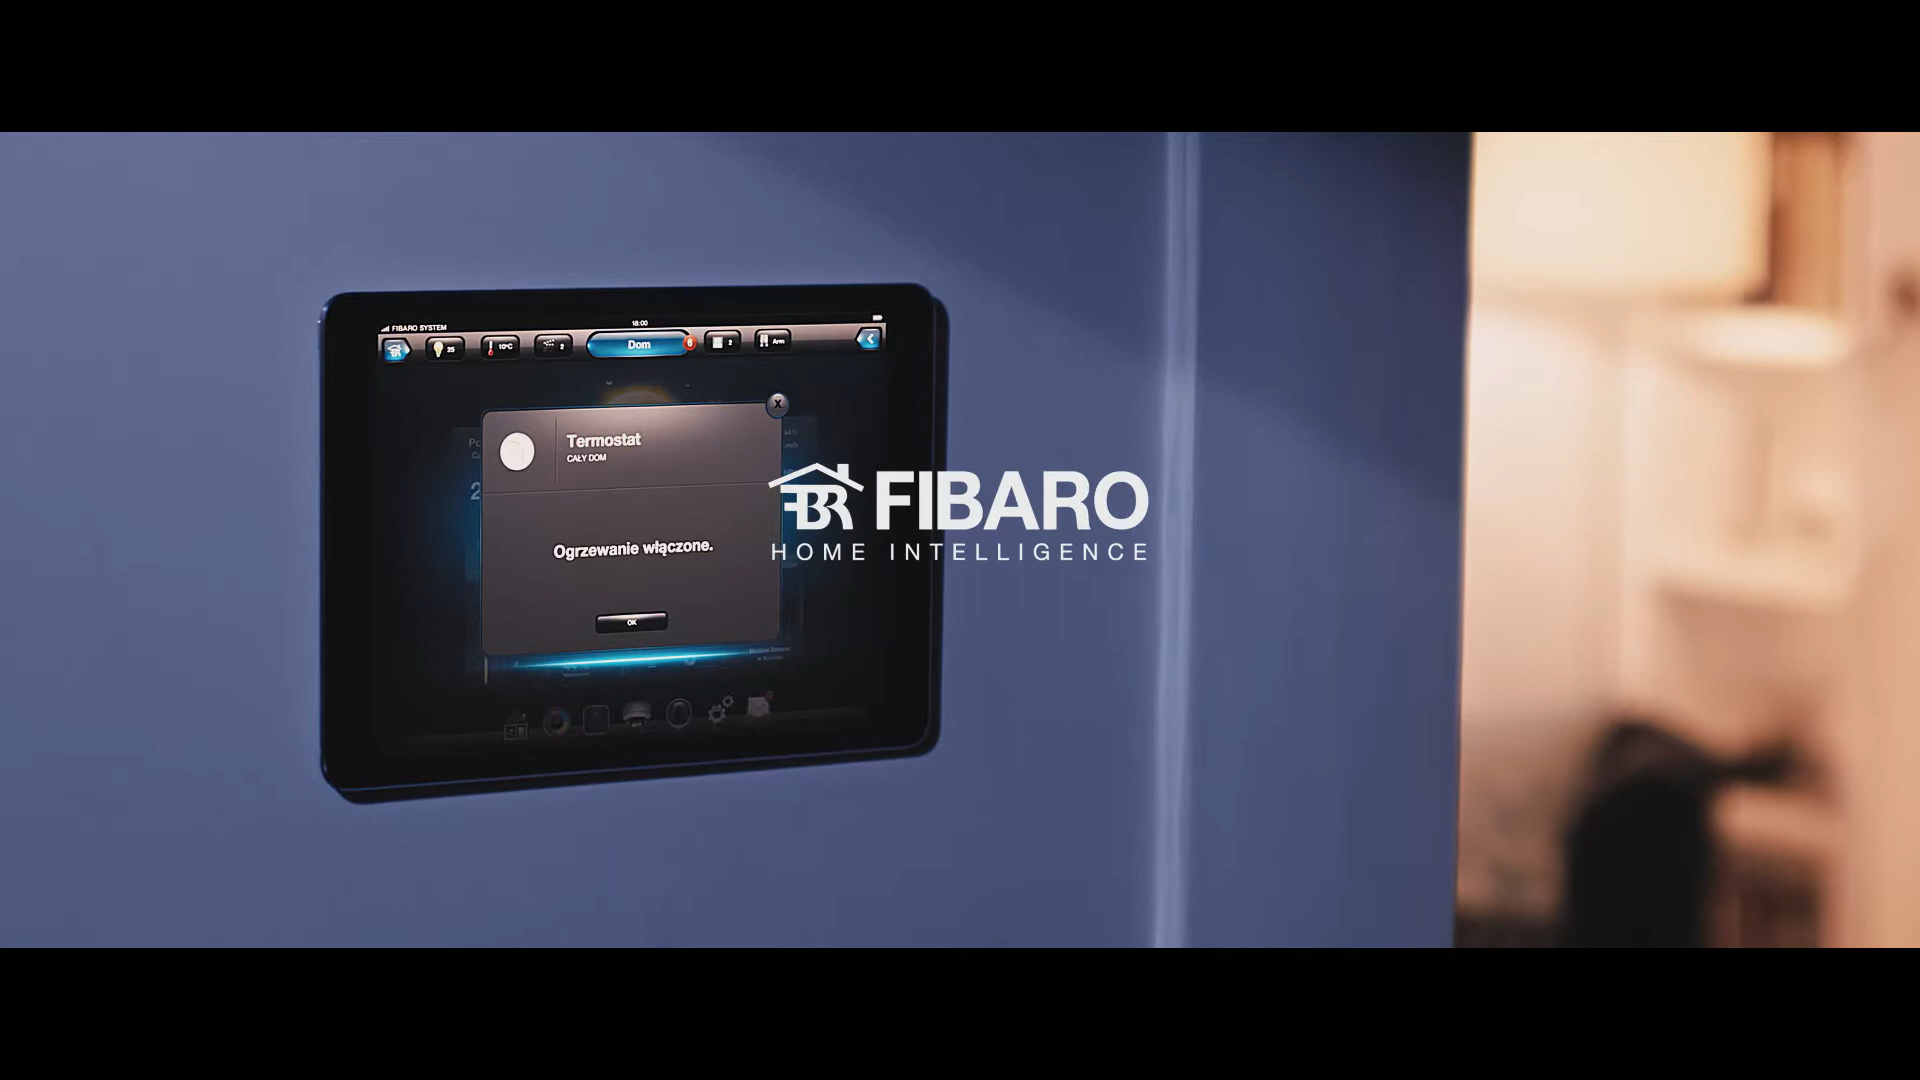 FIBARO SYSTEM
18:00
25
10°C
2
Dom
6
2
Arm
X
Termostat
CAŁY DOM
Ogrzewanie włączone.
OK
FIBARO
HOME INTELLIGENCE